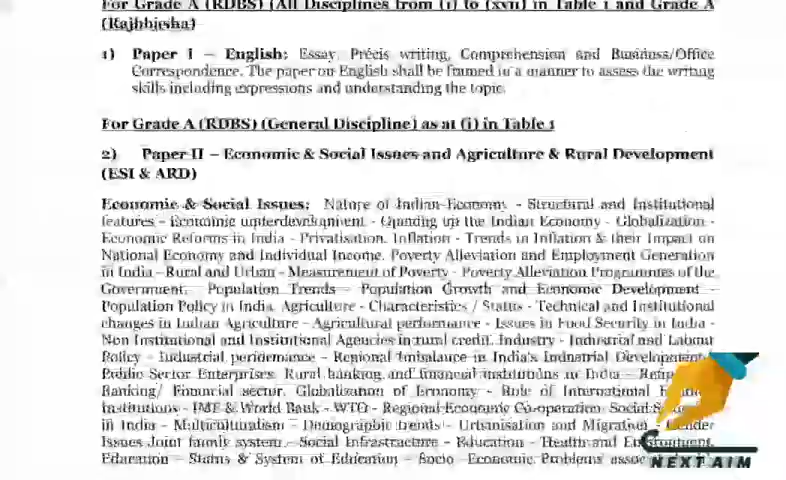 For Grade A (RDBS) (All Disciplines from (i) to (xvii) in Table 1 and Grade A
(Rajbhasha)
1) Paper I – English: Essay, Précis writing, Comprehension and Business/Office
Correspondence. The paper on English shall be framed in a manner to assess the writing
skills including expressions and understanding the topic.
For Grade A (RDBS) (General Discipline) as at (i) in Table 1
2) Paper II – Economic & Social Issues and Agriculture & Rural Development
(ESI & ARD)
Economic & Social Issues: Nature of Indian Economy - Structural and Institutional
features - Economic underdevelopment - Opening up the Indian Economy - Globalization -
Economic Reforms in India - Privatisation. Inflation - Trends in Inflation & their Impact on
National Economy and Individual Income. Poverty Alleviation and Employment Generation
in India - Rural and Urban - Measurement of Poverty - Poverty Alleviation Programmes of the
Government. Population Trends - Population Growth and Economic Development -
Population Policy in India. Agriculture - Characteristics / Status - Technical and Institutional
changes in Indian Agriculture - Agricultural performance - Issues in Food Security in India -
Non Institutional and Institutional Agencies in rural credit. Industry - Industrial and Labour
Policy - Industrial performance - Regional Imbalance in India's Industrial Development -
Public Sector Enterprises. Rural banking and financial institutions in India -
Banking/ Financial sector. Globalization of Economy - Role of International
Institutions - IMF & World Bank - WTO - Regional Economic Co-operation. Social
in India - Multiculturalism - Demographic trends - Urbanisation and Migration - Gender
Issues Joint family system - Social Infrastructure - Education - Health and Environment.
Education - Status & System of Education - Socio - Economic Problems
NEXT AIM